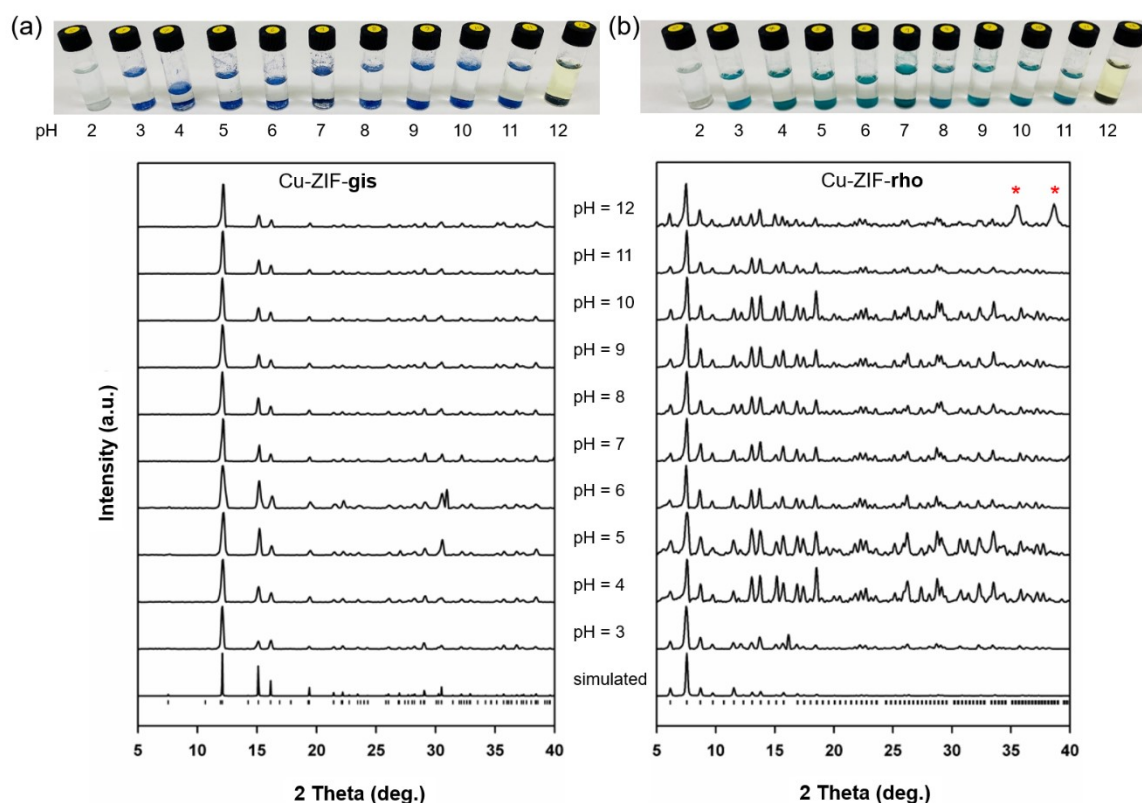 (a)
(b)
pH 2 3 4 5 6 7 8 9 10 11 12
pH 2 3 4 5 6 7 8 9 10 11 12
Cu-ZIF-gis
Cu-ZIF-rho
* *
pH = 12
pH = 11
pH = 10
pH = 9
pH = 8
pH = 7
pH = 6
pH = 5
pH = 4
pH = 3
simulated
Intensity (a.u.)
5 10 15 20 25 30 35 40
5 10 15 20 25 30 35 40
2 Theta (deg.)
2 Theta (deg.)